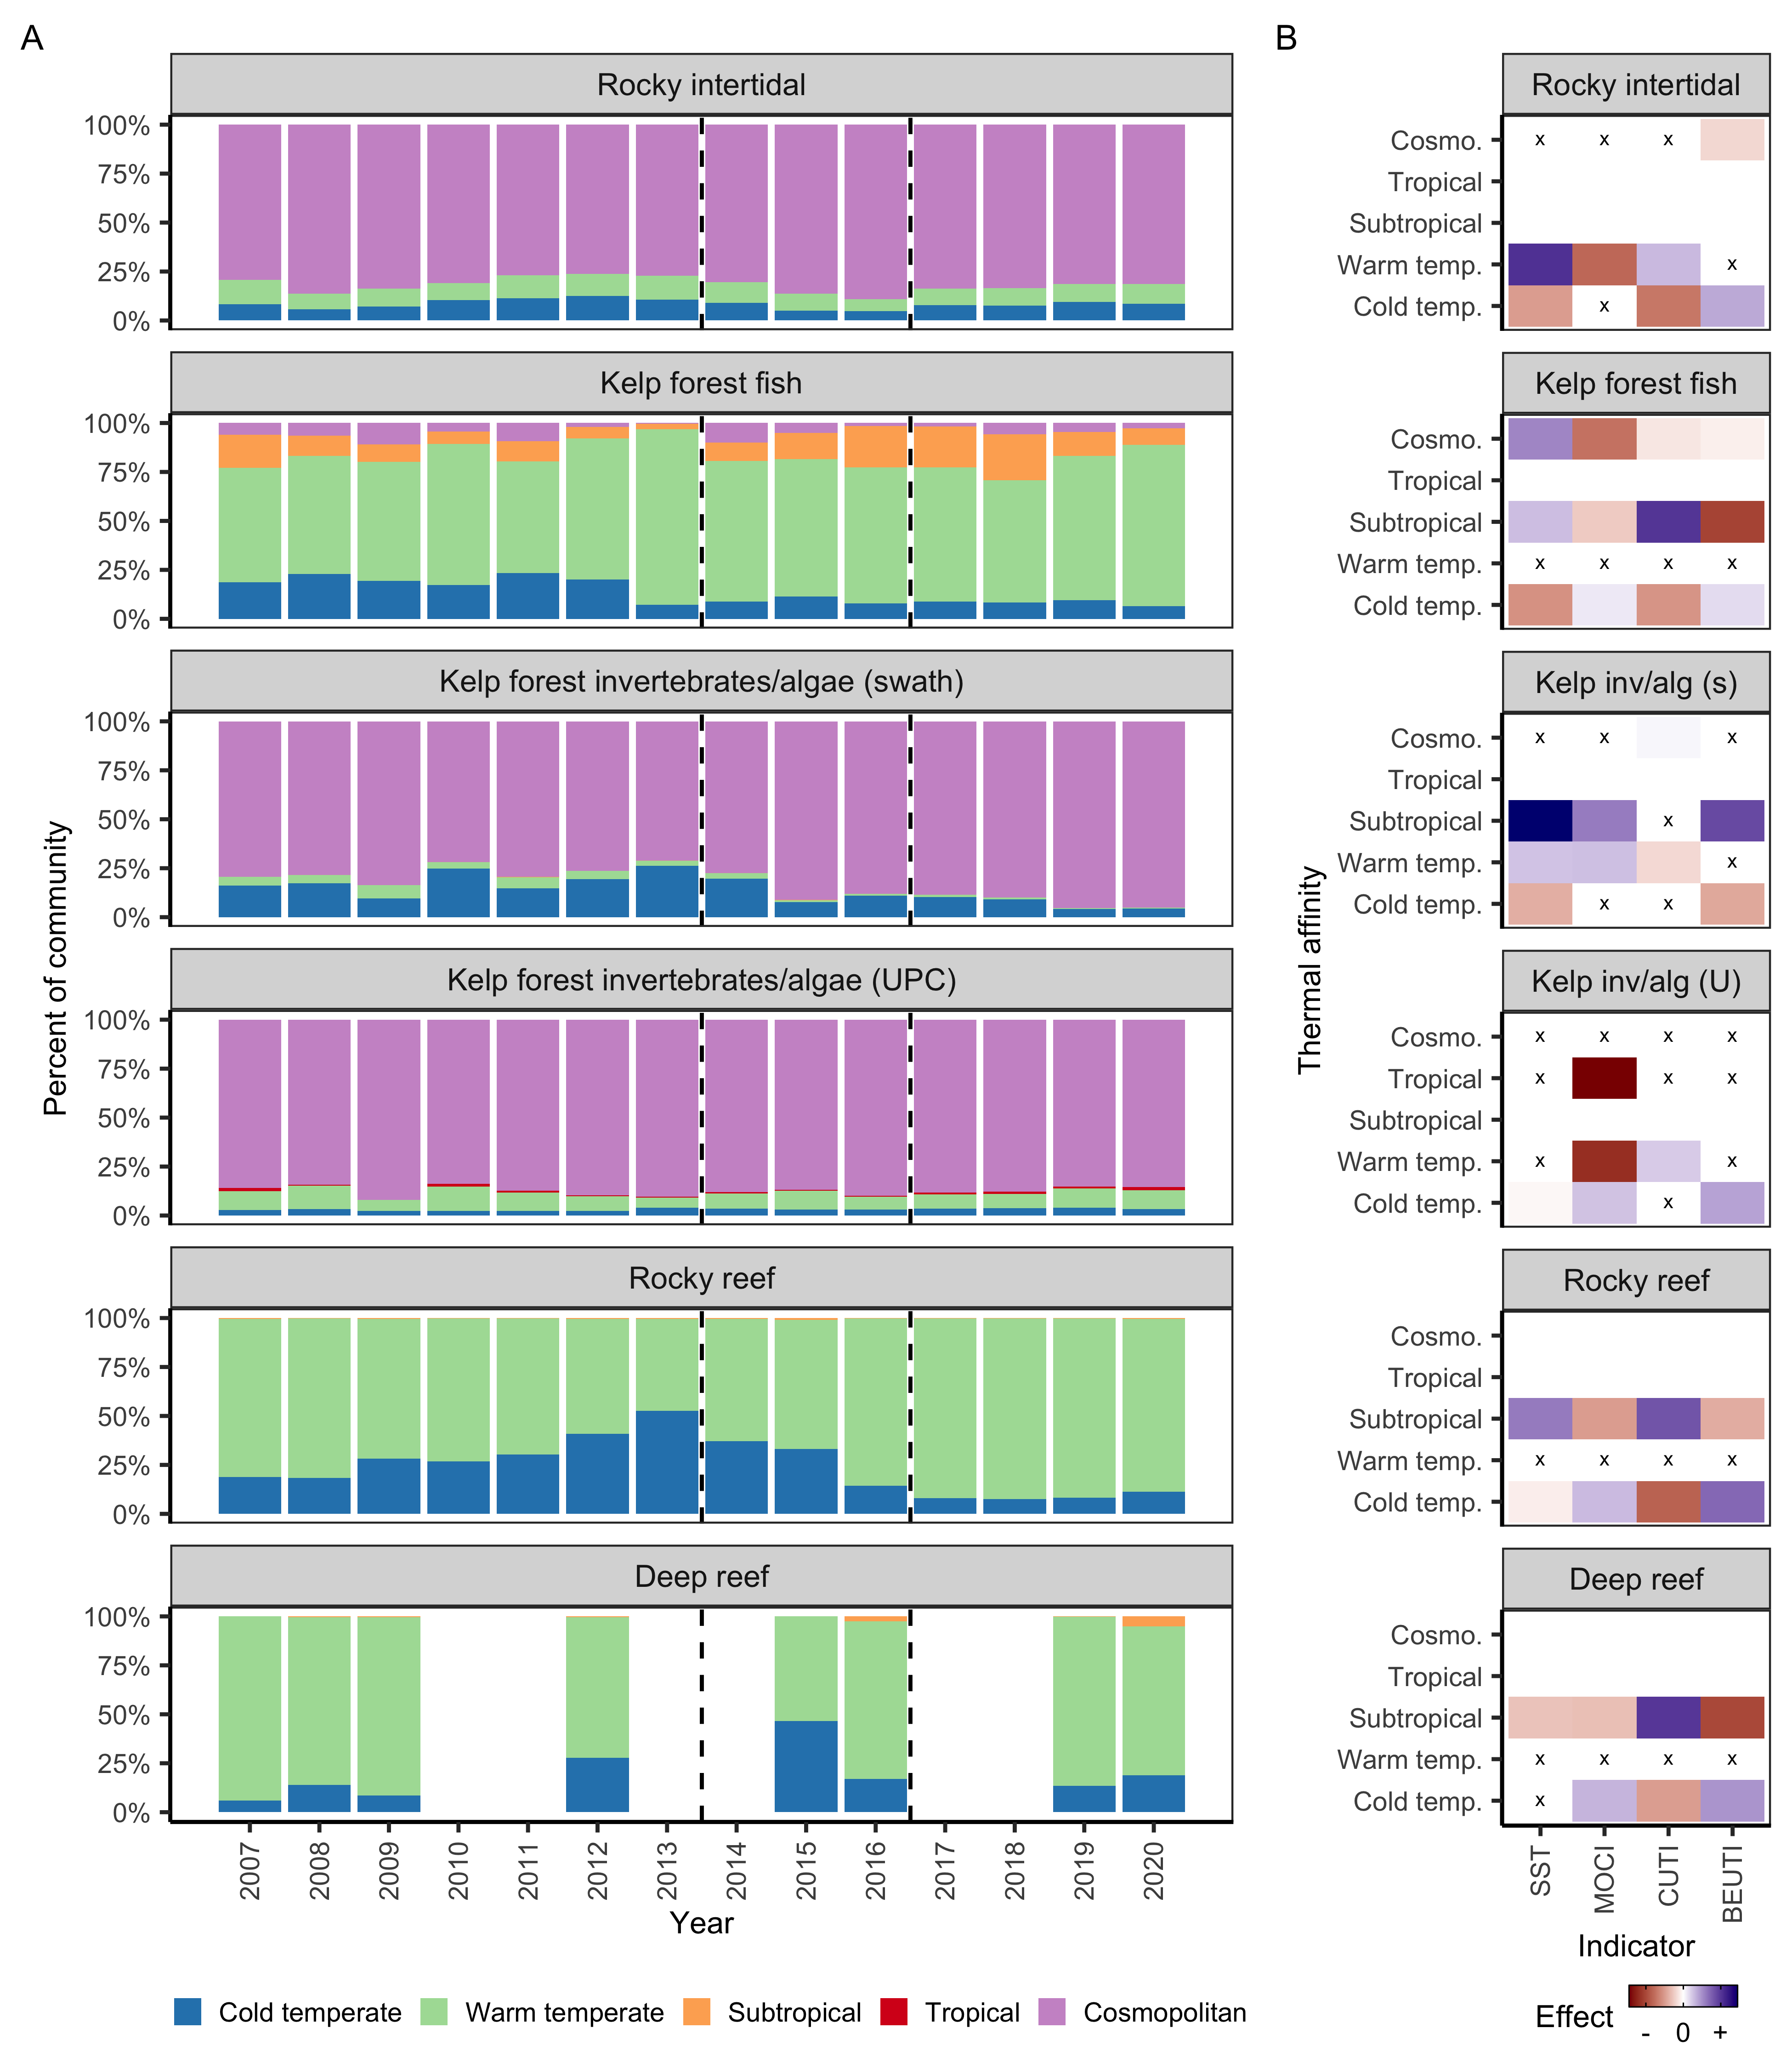 A
Rocky intertidal
100%
75%
50%
25%
0%
Kelp forest fish
100%
75%
50%
25%
0%
Kelp forest invertebrates/algae (swath)
100%
75%
50%
25%
0%
Kelp forest invertebrates/algae (UPC)
100%
75%
50%
25%
0%
Rocky reef
100%
75%
50%
25%
0%
Deep reef
100%
75%
50%
25%
0%
Percent of community
2007 2008 2009 2010 2011 2012 2013 2014 2015 2016 2017 2018 2019 2020
Year
Cold temperate Warm temperate Subtropical Tropical Cosmopolitan
B
Rocky intertidal
Cosmo. x x x
Tropical
Subtropical
Warm temp. x
Cold temp. x
Kelp forest fish
Cosmo.
Tropical
Subtropical
Warm temp. x x x x
Cold temp.
Kelp inv/alg (s)
Cosmo. x x x
Tropical
Subtropical x
Warm temp. x
Cold temp. x x
Kelp inv/alg (U)
Cosmo. x x x x
Tropical x x x
Subtropical
Warm temp. x x
Cold temp. x
Rocky reef
Cosmo.
Tropical
Subtropical
Warm temp. x x x x
Cold temp.
Deep reef
Cosmo.
Tropical
Subtropical
Warm temp. x x x x
Cold temp. x
Thermal affinity
SST MOCI CUTI BEUTI
Indicator
Effect
- 0 +